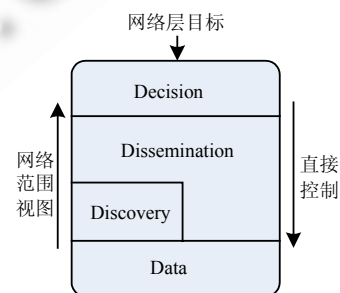 网络层目标
Decision
Dissemination
网络
范围
视图
直接
控制
Discovery
Data